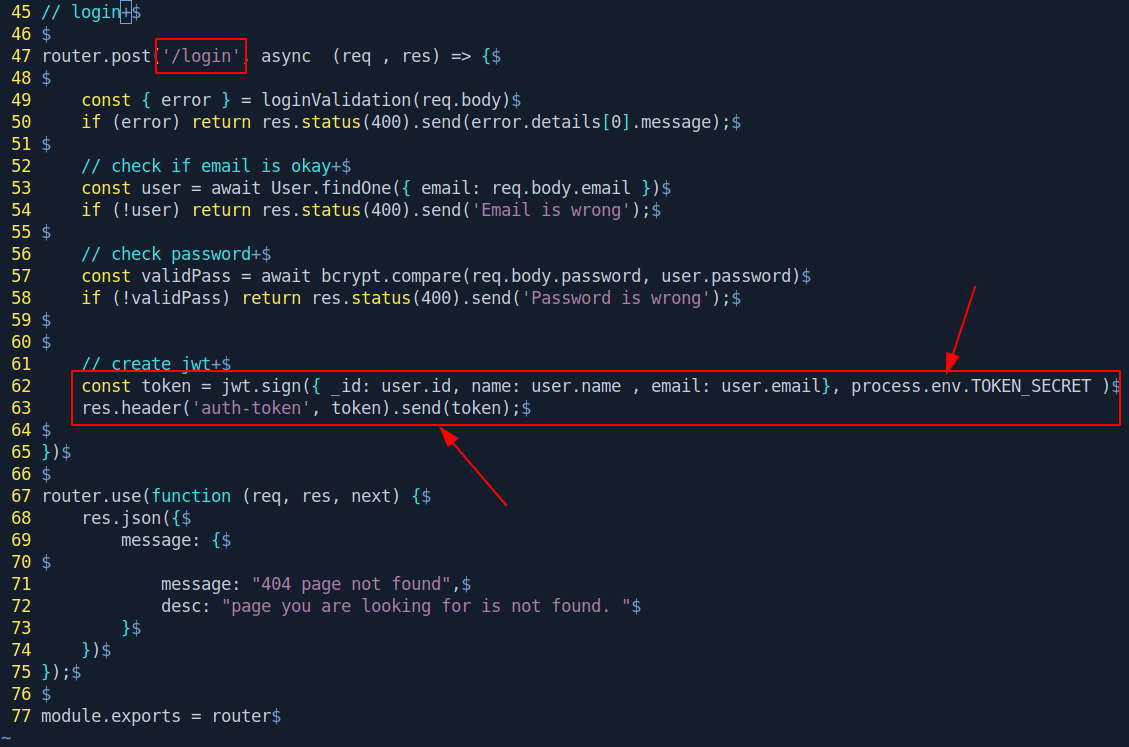 45 // login+$
46 $
47 router.post('/login', async  (req , res) => {$
48 $
49     const { error } = loginValidation(req.body)$
50     if (error) return res.status(400).send(error.details[0].message);$
51 $
52     // check if email is okay+$
53     const user = await User.findOne({ email: req.body.email })$
54     if (!user) return res.status(400).send('Email is wrong');$
55 $
56     // check password+$
57     const validPass = await bcrypt.compare(req.body.password, user.password)$
58     if (!validPass) return res.status(400).send('Password is wrong');$
59 $
60 $
61     // create jwt+$
62     const token = jwt.sign({ _id: user.id, name: user.name , email: user.email}, process.env.TOKEN_SECRET )$
63     res.header('auth-token', token).send(token);$
64 $
65 })$
66 $
67 router.use(function (req, res, next) {$
68     res.json({$
69         message: {$
70 $
71             message: "404 page not found",$
72             desc: "page you are looking for is not found. "$
73         }$
74     })$
75 });$
76 $
77 module.exports = router$
~